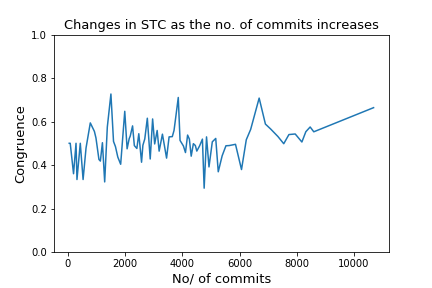 Changes in STC as the no. of commits increases
1.0
0.8
0.6
0.4
0.2
0.0
Congruence
0 2000 4000 6000 8000 10000
No/ of commits